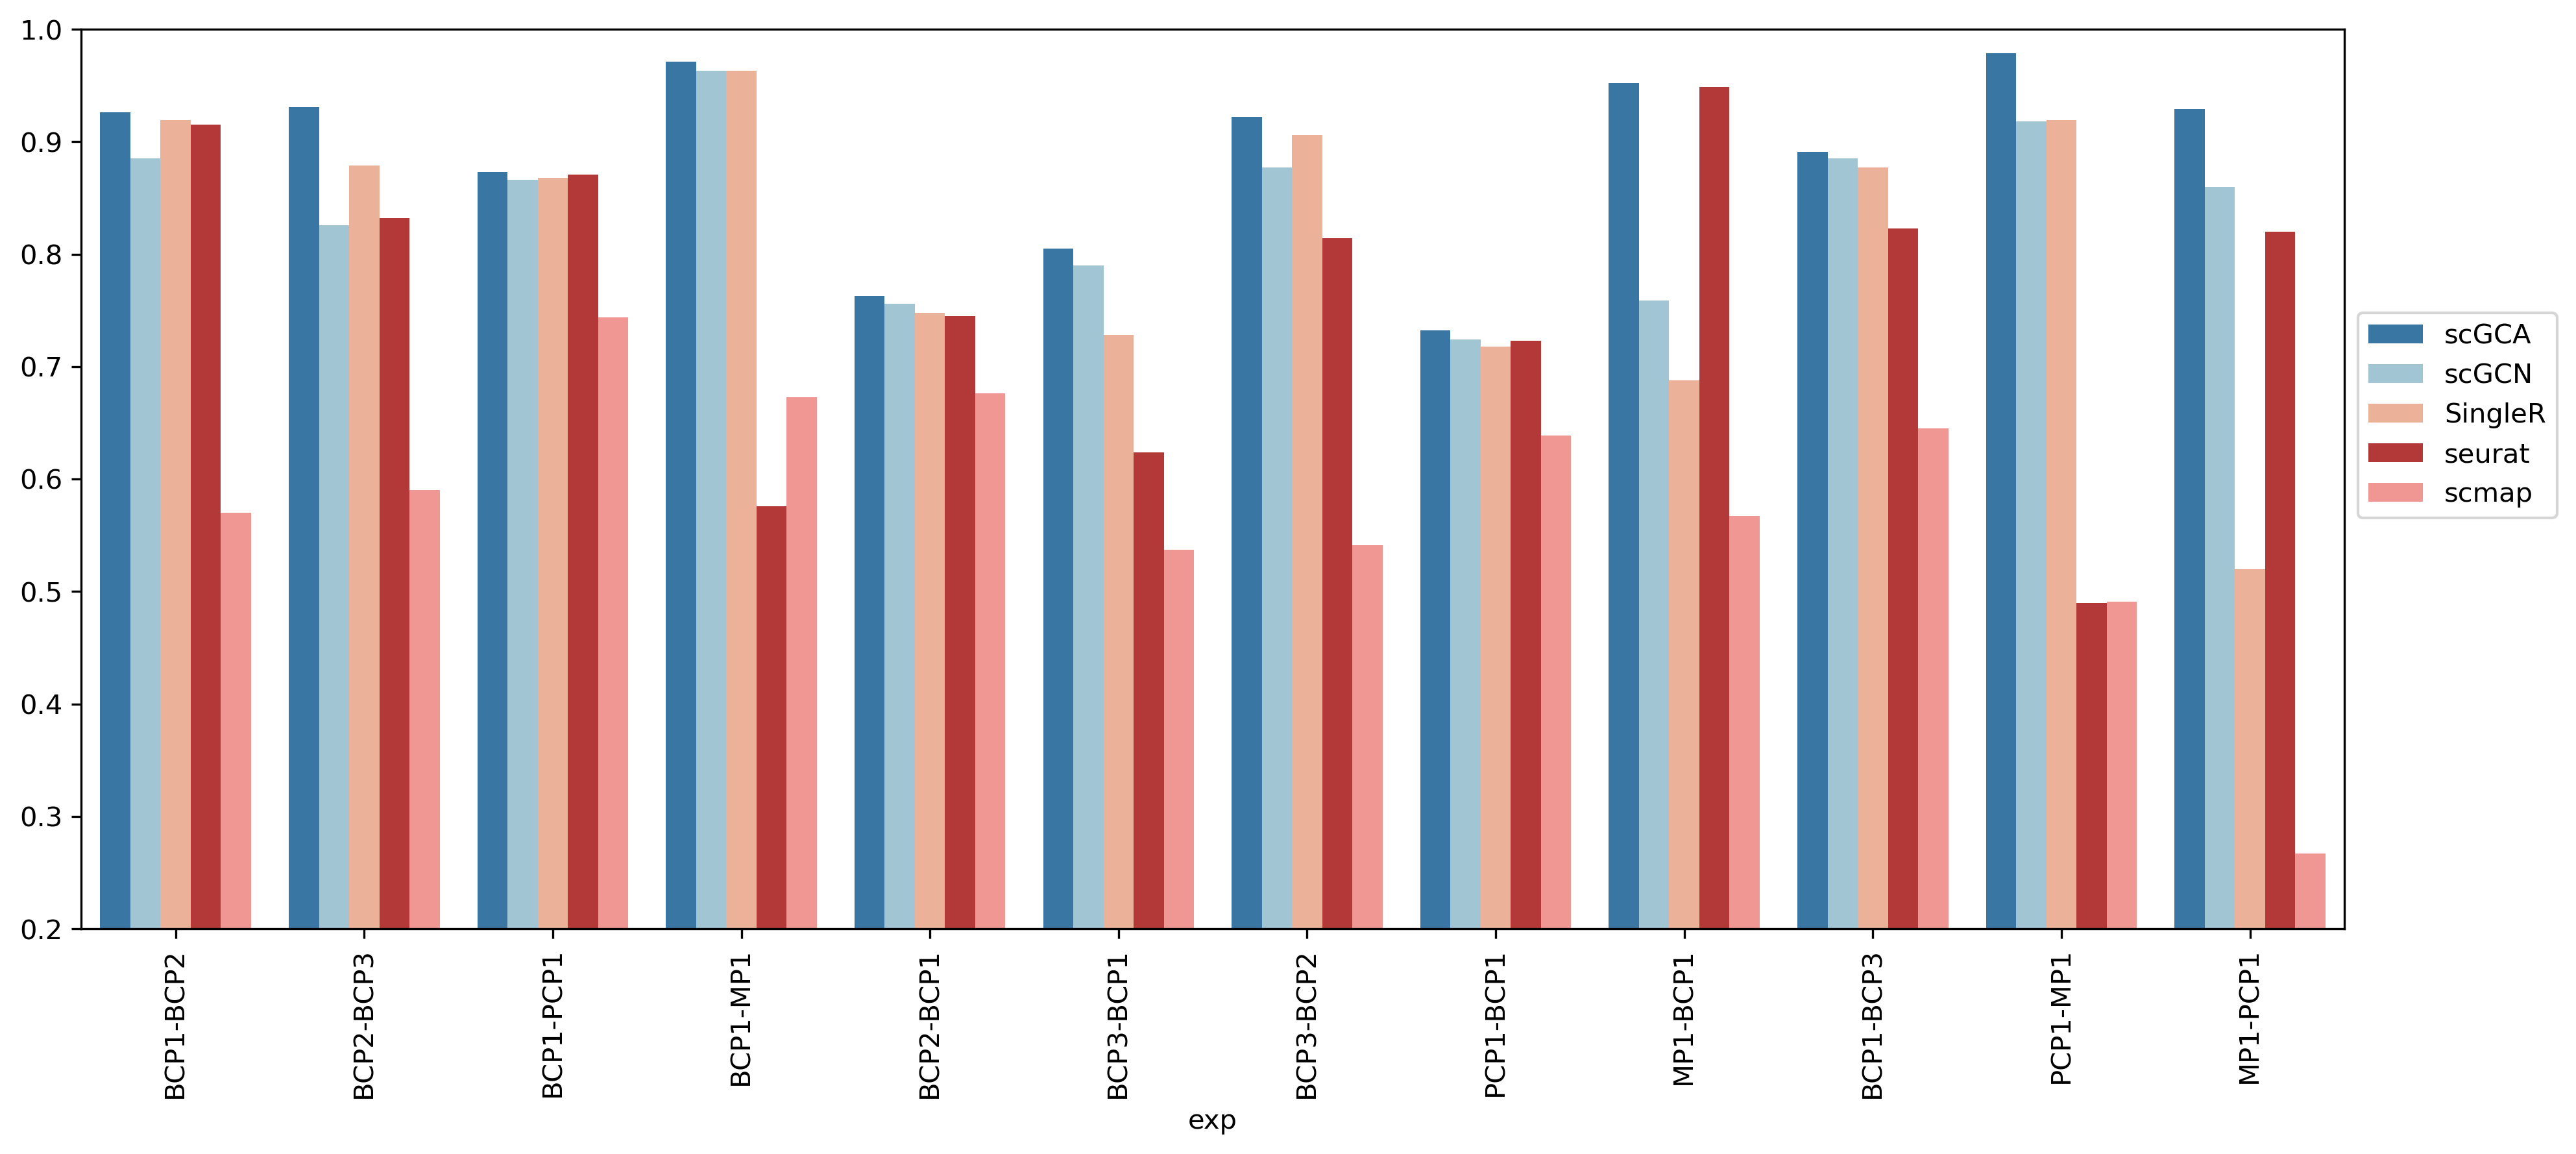 1.0
0.9
0.8
0.7
0.6
0.5
0.4
0.3
0.2
BCP1-BCP2
BCP2-BCP3
BCP1-PCP1
BCP1-MP1
BCP2-BCP1
BCP3-BCP1
BCP3-BCP2
PCP1-BCP1
MP1-BCP1
BCP1-BCP3
PCP1-MP1
MP1-PCP1
exp
scGCA
scGCN
SingleR
seurat
scmap